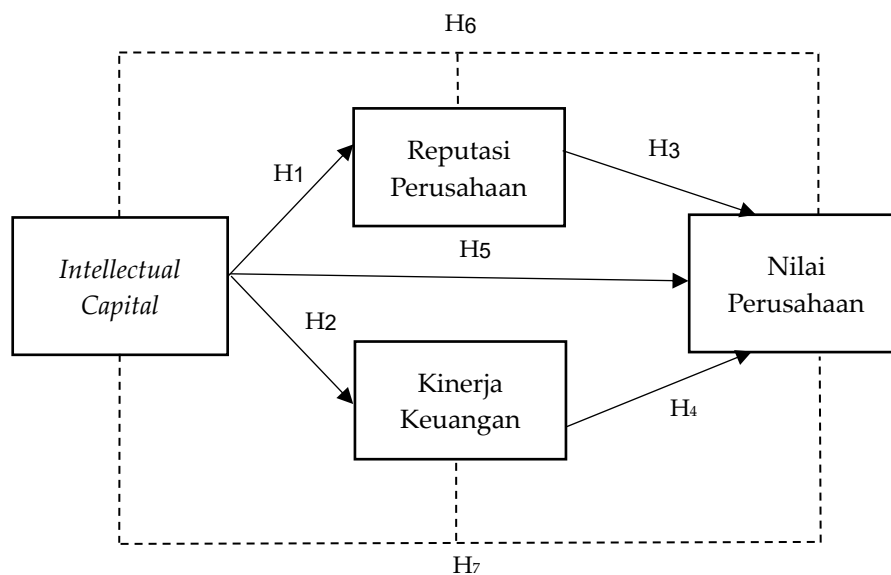 H6
Reputasi
Perusahaan
H1
H3
Intellectual
Capital
H5
Nilai
Perusahaan
H2
Kinerja
Keuangan
H4
H7